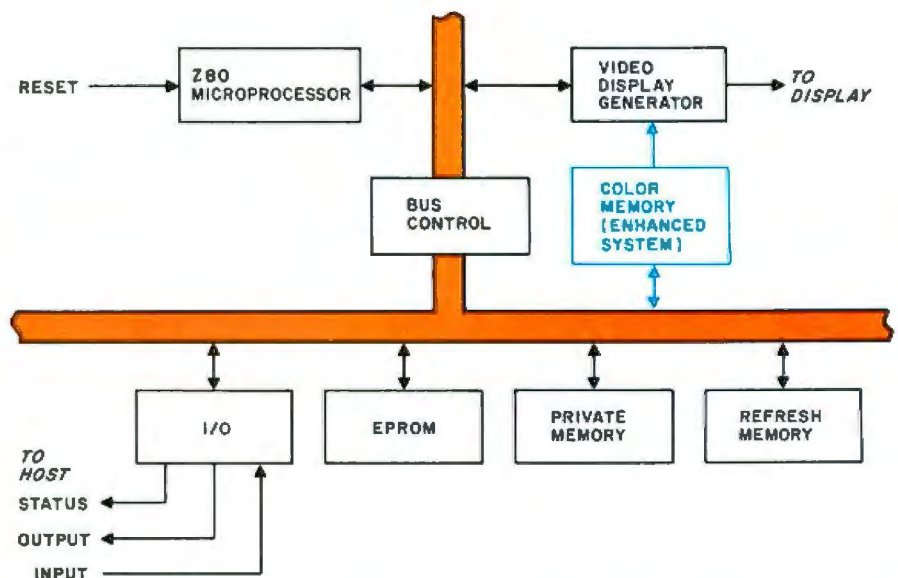 RESET
Z80
MICROPROCESSOR
VIDEO
DISPLAY
GENERATOR
TO
DISPLAY
BUS
CONTROL
COLOR
MEMORY
(ENHANCED
SYSTEM)
I/O
EPROM
PRIVATE
MEMORY
REFRESH
MEMORY
TO
HOST
STATUS
OUTPUT
INPUT